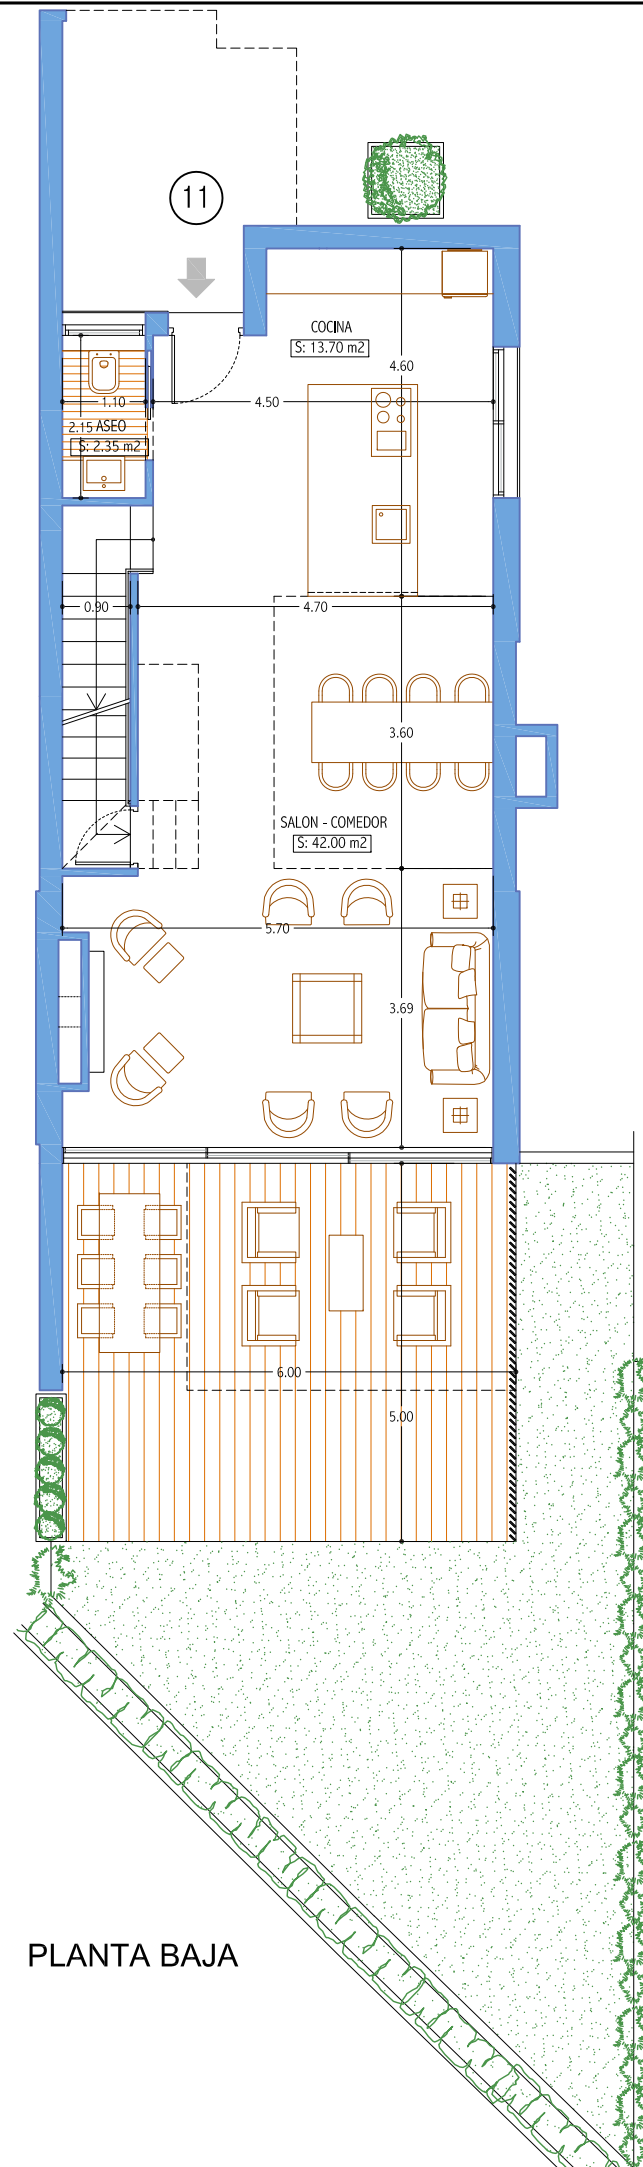 11
COCINA
S: 13.70 m2
4.60
1.10
4.50
2.15 ASEO
S: 2.35 m2
0.90
4.70
3.60
SALON - COMEDOR
S: 42.00 m2
5.70
3.69
6.00
5.00
PLANTA BAJA